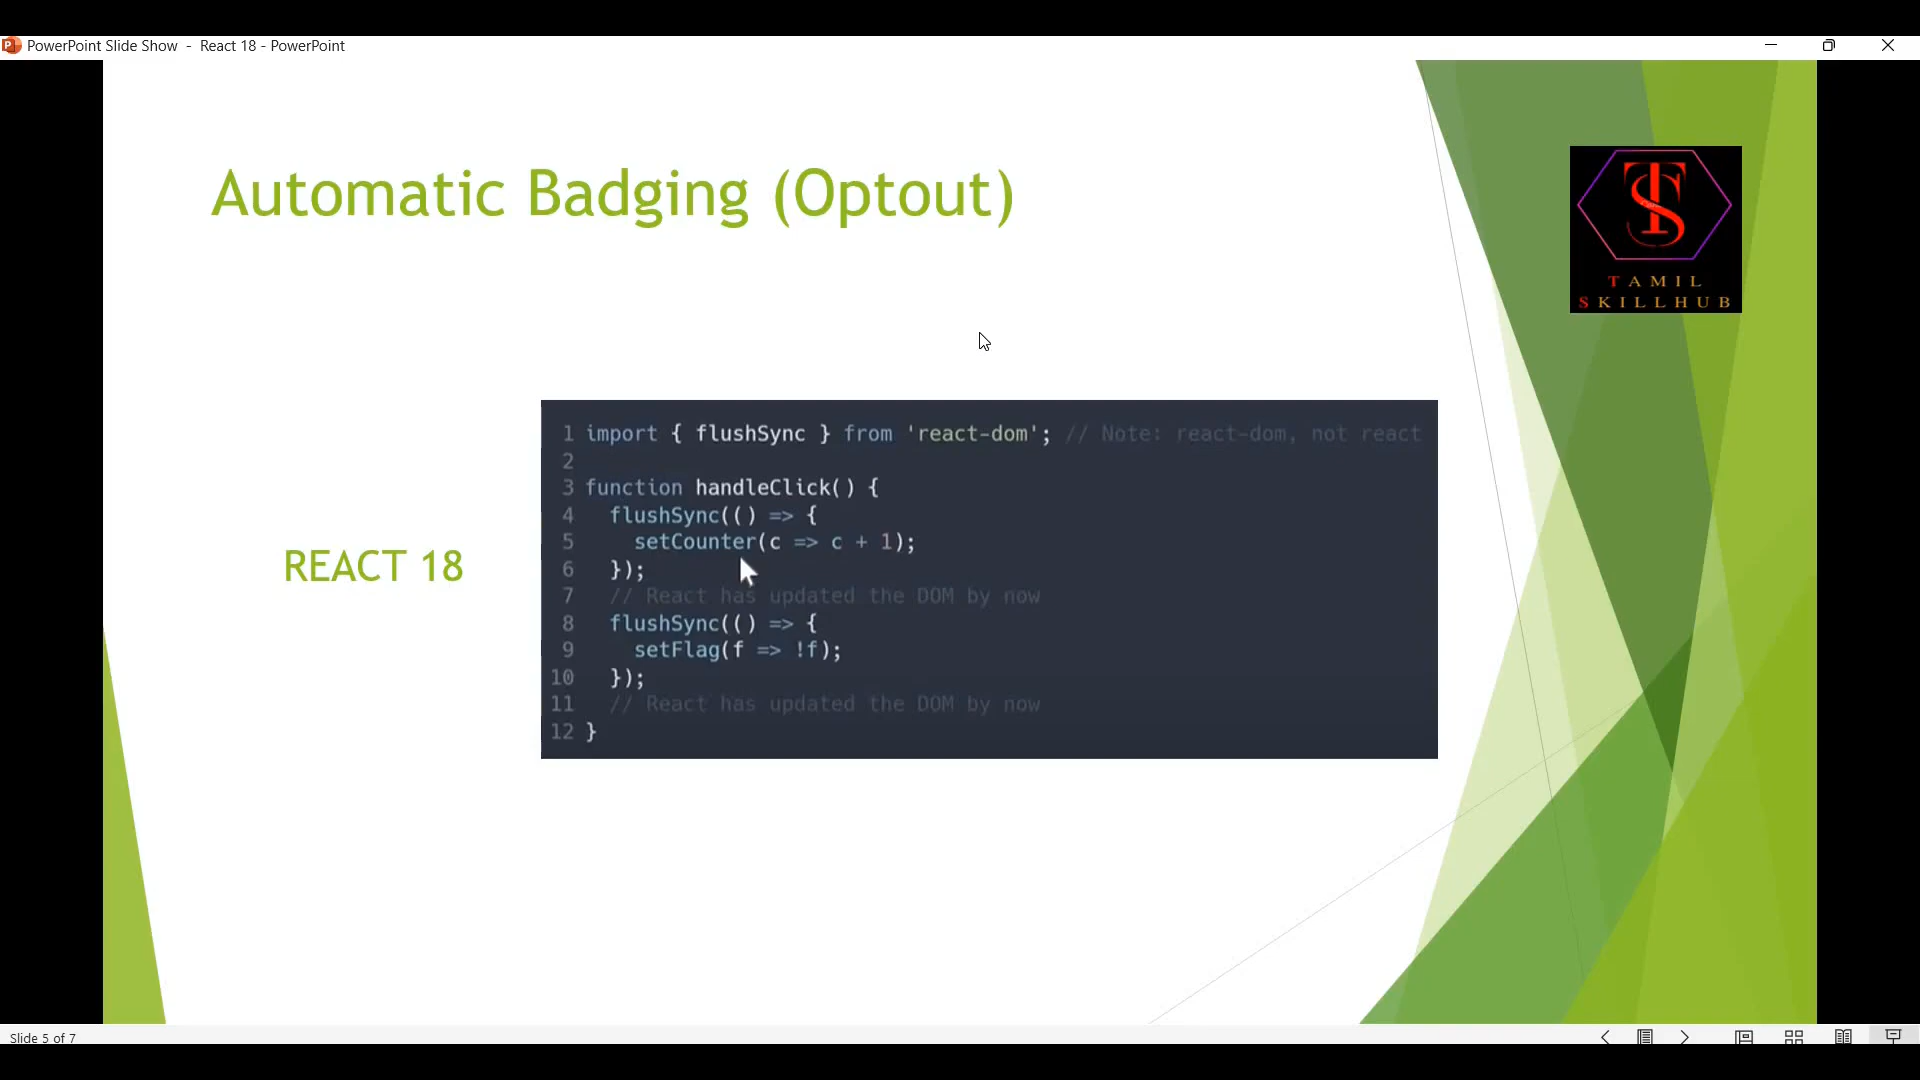 PowerPoint Slide Show - React 18 - PowerPoint
Automatic Badging (Optout)
TS
TAMIL
SKILLHUB
REACT 18
1 import { flushSync } from 'react-dom'; // Note: react-dom, not react
2
3 function handleClick() {
4   flushSync(() => {
5     setCounter(c => c + 1);
6   });
7   // React has updated the DOM by now
8   flushSync(() => {
9     setFlag(f => !f);
10   });
11   // React has updated the DOM by now
12 }
Slide 5 of 7